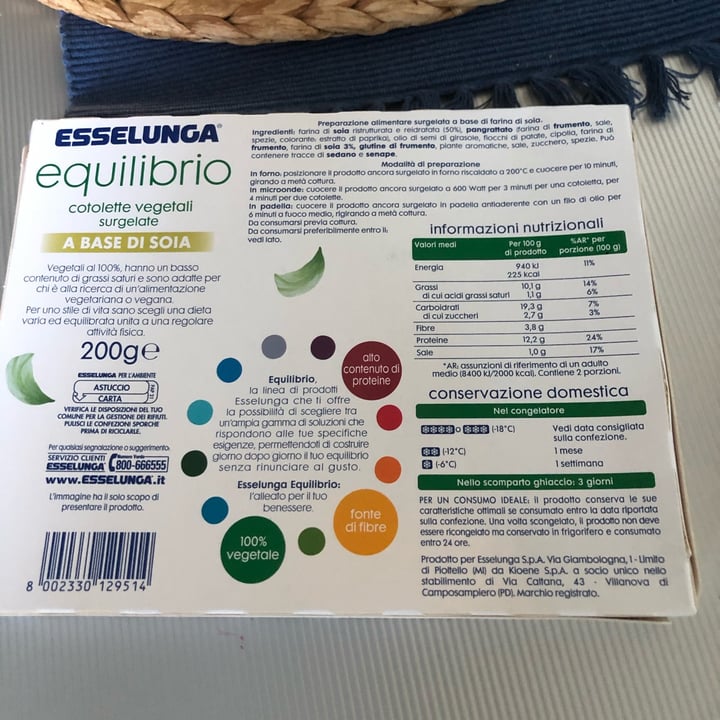 ESSELUNGA®
equilibrio
cotolette vegetali
surgelate
A BASE DI SOIA
Vegetali al 100%, hanno un basso
contenuto di grassi saturi e sono adatte per
chi è alla ricerca di un'alimentazione
vegetariana o vegana.
Per uno stile di vita sano scegli una dieta
varia ed equilibrata unita a una regolare
attività fisica.
200g℮
ESSELUNGA PER L'AMBIENTE
ASTUCCIO
CARTA
PAP 21
VERIFICA LE DISPOSIZIONI DEL TUO
COMUNE PER LA GESTIONE DEI RIFIUTI.
PULISCI LE CONFEZIONI SPORCHE
PRIMA DI RICICLARLE.
Per qualsiasi segnalazione o suggerimento:
SERVIZIO CLIENTI
ESSELUNGA
Numero Verde
800-666555
www.ESSELUNGA.it
L'immagine ha il solo scopo di
presentare il prodotto.
8 002330 129514
Preparazione alimentare surgelata a base di farina di soia.
Ingredienti: farina di soia ristrutturata e reidratata (50%), pangrattato (farina di frumento, sale,
spezie, colorante: estratto di paprika), olio di semi di girasole, fiocchi di patate, cipolla, farina di
frumento, farina di soia 3%, glutine di frumento, piante aromatiche, sale, zucchero, spezie. Può
contenere tracce di sedano e senape.
Modalità di preparazione
In forno: posizionare il prodotto ancora surgelato in forno riscaldato a 200°C e cuocere per 10 minuti,
girando a metà cottura.
In microonde: cuocere il prodotto ancora surgelato a 600 Watt per 3 minuti per una cotoletta, per
4 minuti per due cotolette.
In padella: cuocere il prodotto ancora surgelato in padella antiaderente con un filo di olio per
6 minuti a fuoco medio, rigirando a metà cottura.
Da consumarsi previa cottura.
Da consumarsi preferibilmente entro il:
vedi lato.
alto
contenuto di
proteine
Equilibrio,
la linea di prodotti
Esselunga che ti offre
la possibilità di scegliere tra
un'ampia gamma di soluzioni che
rispondono alle tue specifiche
esigenze, permettendoti di costruire
giorno dopo giorno il tuo equilibrio
senza rinunciare al gusto.
Esselunga Equilibrio:
l'alleato per il tuo
benessere.
fonte
di fibre
100%
vegetale
informazioni nutrizionali
Valori medi Per 100 g di prodotto %AR* per porzione (100 g)
Energia 940 kJ 11%
225 kcal
Grassi 10,1 g 14%
di cui acidi grassi saturi 1,1 g 6%
Carboidrati 19,3 g 7%
di cui zuccheri 2,7 g 3%
Fibre 3,8 g
Proteine 12,2 g 24%
Sale 1,0 g 17%
*AR: assunzioni di riferimento di un adulto
medio (8400 kJ/2000 kcal). Contiene 2 porzioni.
conservazione domestica
Nel congelatore
o (-18°C) Vedi data consigliata
sulla confezione.
(-12°C) 1 mese
(-6°C) 1 settimana
Nello scomparto ghiaccio: 3 giorni
PER UN CONSUMO IDEALE: il prodotto conserva le sue
caratteristiche ottimali se consumato entro la data riportata
sulla confezione. Una volta scongelato, il prodotto non deve
essere ricongelato ma conservato in frigorifero e consumato
entro 24 ore.
Prodotto per Esselunga S.p.A. Via Giambologna, 1 - Limito
di Pioltello (MI) da Kioene S.p.A. a socio unico nello
stabilimento di Via Caltana, 43 - Villanova di
Camposampiero (PD). Marchio registrato.